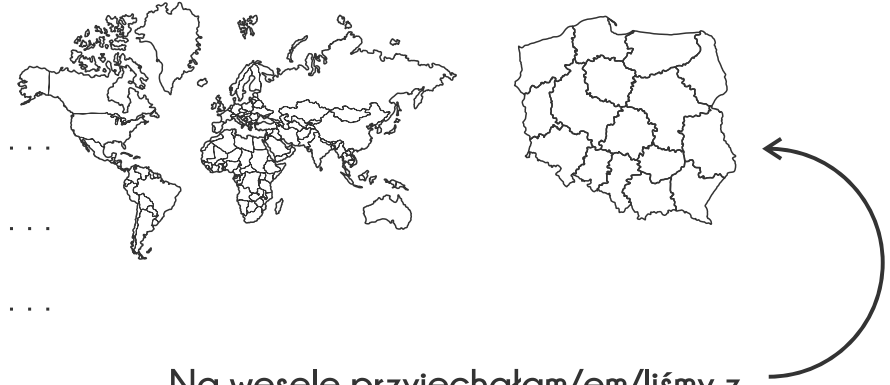 . . .
. . .
. . .
Na wesele przyjechałam/em/liśmy z